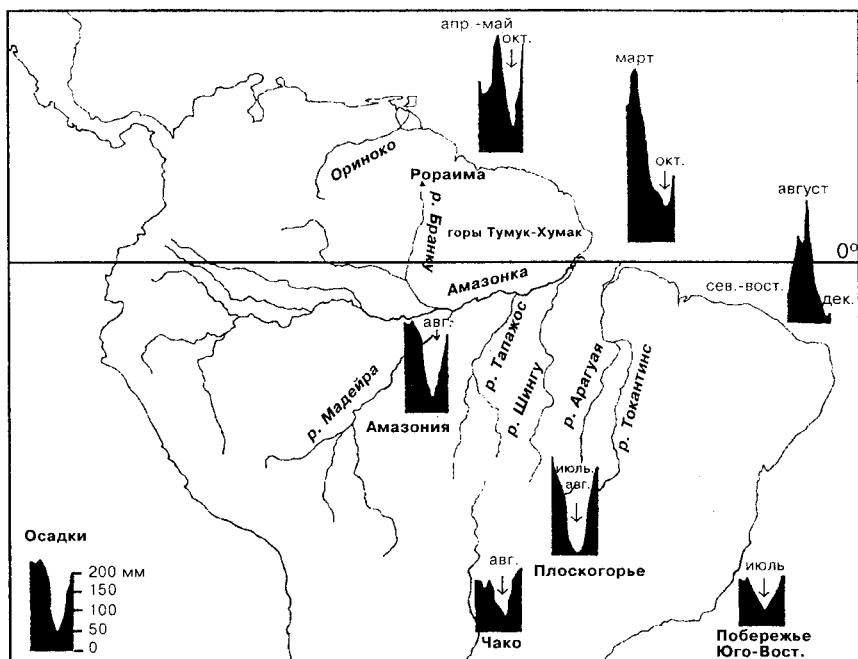 апр.-май
окт.
март
окт.
август
Ориноко
Рораима
р. Бранку
горы Тумук-Хумак
0º
Амазонка
сев.-вост.
дек.
авг.
р. Тапажос
р. Шингу
р. Арагуая
р. Токантинс
р. Мадейра
Амазония
июль-
авг.
Осадки
200 мм
150
100
50
0
авг.
Плоскогорье
июль
Чако
Побережье
Юго-Вост.